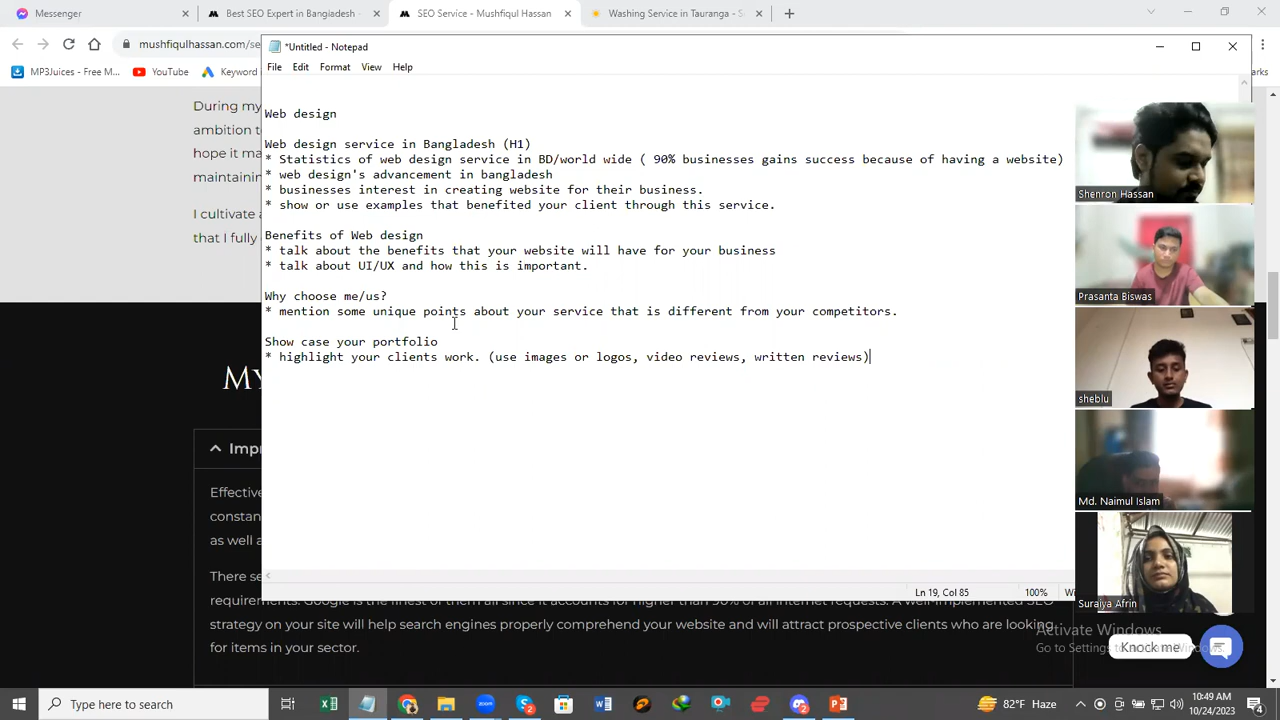 Messenger
Best SEO Expert in Bangladesh -
SEO Service - Mushfiqul Hassan
Washing Service in Tauranga - S
mushfiqulhassan.com/se
MP3Juices - Free M...
YouTube
Keyword
*Untitled - Notepad
File Edit Format View Help
During my
ambition t
hope it ma
maintainin
I cultivate a
that I fully
My
Impr
Effective
constan
as well a
There se
Web design
Web design service in Bangladesh (H1)
* Statistics of web design service in BD/world wide ( 90% businesses gains success because of having a website)
* web design's advancement in bangladesh
* businesses interest in creating website for their business.
* show or use examples that benefited your client through this service.
Benefits of Web design
* talk about the benefits that your website will have for your business
* talk about UI/UX and how this is important.
Why choose me/us?
* mention some unique points about your service that is different from your competitors.
Show case your portfolio
* highlight your clients work. (use images or logos, video reviews, written reviews)
Ln 19, Col 85
100%
Wi
Shenron Hassan
Prasanta Biswas
sheblu
Md. Naimul Islam
Suraiya Afrin
requirements. Google is the finest of them all since it accounts for higher than 90% of all internet requests. A well-implemented SEO
strategy on your site will help search engines properly comprehend your website and will attract prospective clients who are looking
for items in your sector.
Activate Windows
Go to Settings to activate Windows.
Knock me
Type here to search
82°F Haze
10:49 AM
10/24/2023